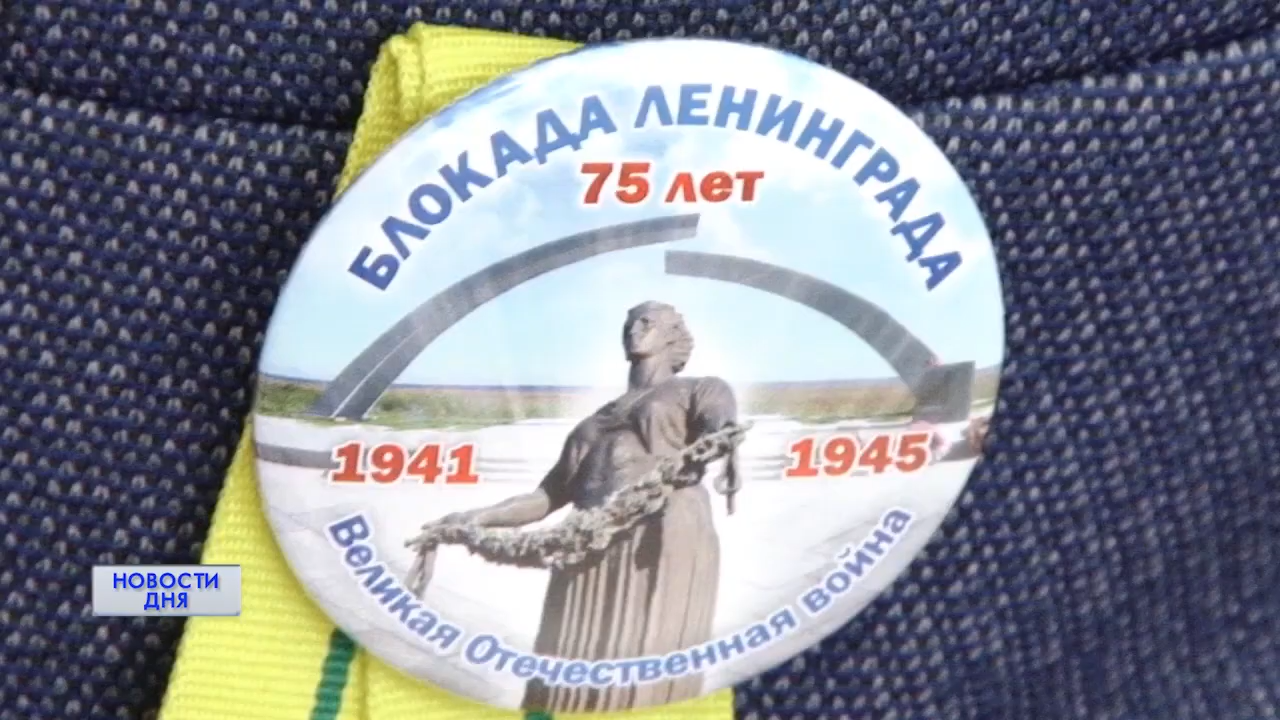 БЛОКАДА ЛЕНИНГРАДА
75 лет
1941
1945
Великая Отечественная война
НОВОСТИ
ДНЯ